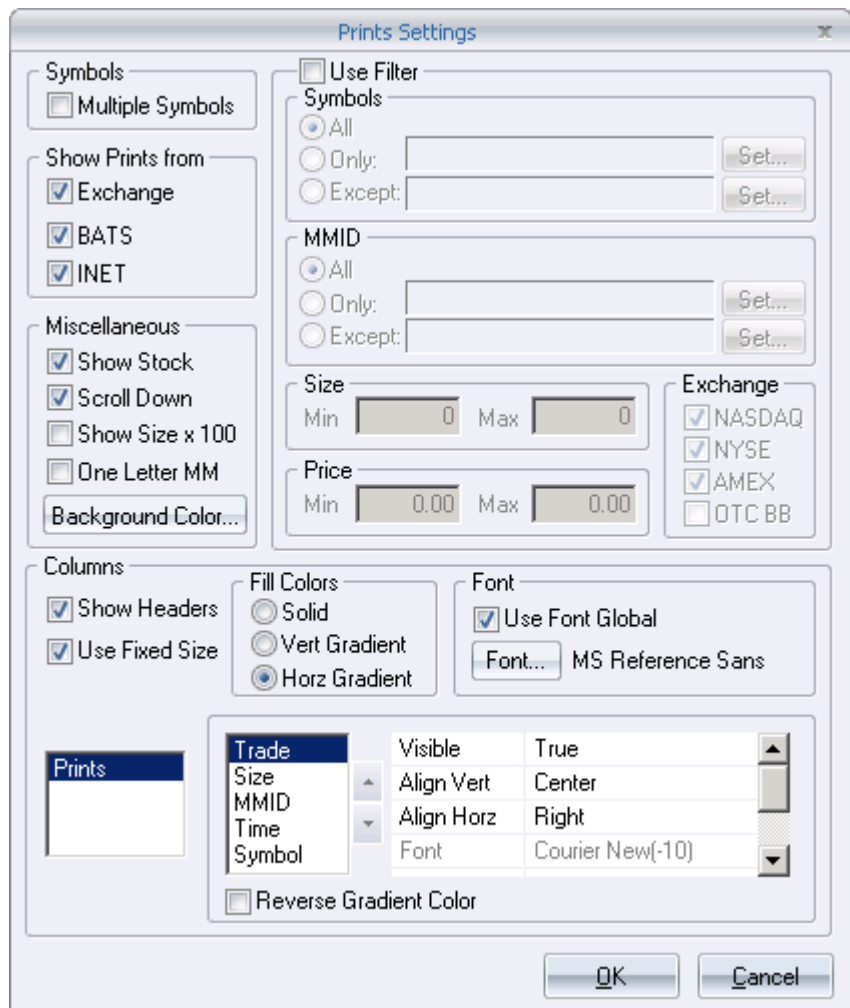 Prints Settings
x
Symbols
Multiple Symbols
Show Prints from
Exchange
BATS
INET
Miscellaneous
Show Stock
Scroll Down
Show Size x 100
One Letter MM
Background Color...
Use Filter
Symbols
All
Only: Set...
Except: Set...
MMID
All
Only: Set...
Except: Set...
Size
Min 0 Max 0
Price
Min 0.00 Max 0.00
Exchange
NASDAQ
NYSE
AMEX
OTC BB
Columns
Show Headers
Use Fixed Size
Fill Colors
Solid
Vert Gradient
Horz Gradient
Font
Use Font Global
Font... MS Reference Sans
Prints
Trade
Size
MMID
Time
Symbol
Visible True
Align Vert Center
Align Horz Right
Font Courier New(-10)
Reverse Gradient Color
OK Cancel